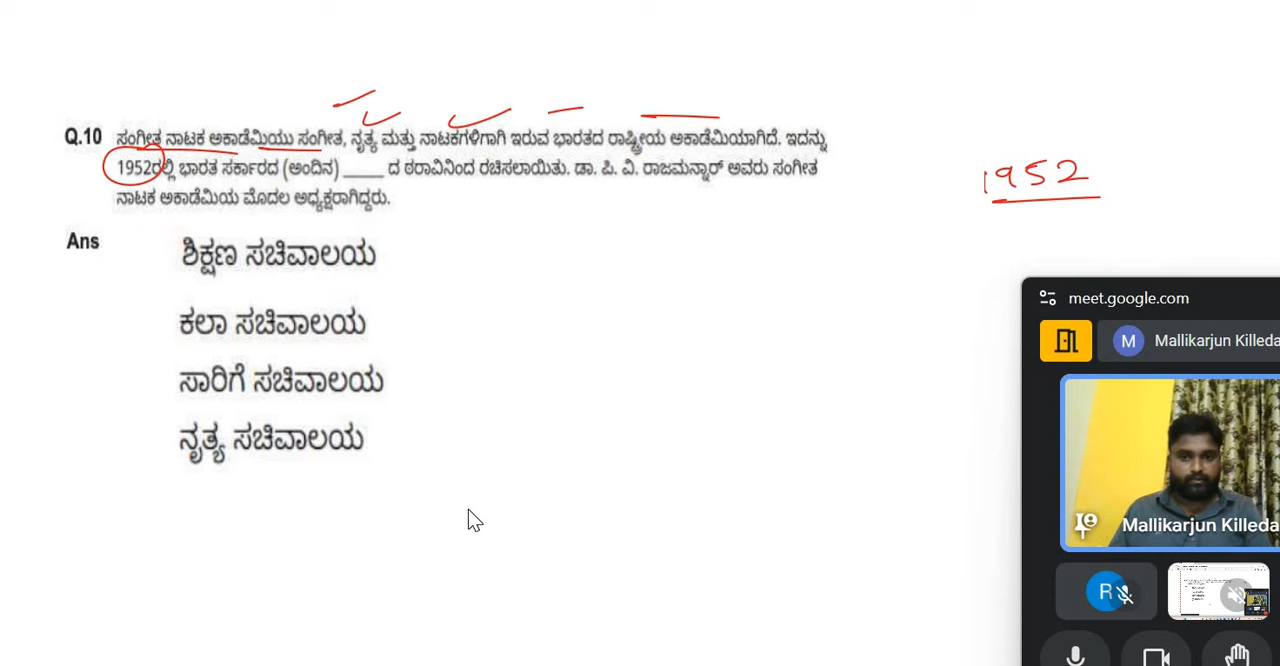 Q.10 ಸಂಗೀತ ನಾಟಕ ಅಕಾಡೆಮಿಯು ಸಂಗೀತ, ನೃತ್ಯ ಮತ್ತು ನಾಟಕಗಳಿಗಾಗಿ ಇರುವ ಭಾರತದ ರಾಷ್ಟ್ರೀಯ ಅಕಾಡೆಮಿಯಾಗಿದೆ. ಇದನ್ನು
1952ರಲ್ಲಿ ಭಾರತ ಸರ್ಕಾರದ (ಅಂದಿನ) _____ ದ ಠರಾವಿನಿಂದ ರಚಿಸಲಾಯಿತು. ಡಾ. ಪಿ. ವಿ. ರಾಜಮನ್ನಾರ್ ಅವರು ಸಂಗೀತ
ನಾಟಕ ಅಕಾಡೆಮಿಯ ಮೊದಲ ಅಧ್ಯಕ್ಷರಾಗಿದ್ದರು.
1952
Ans ಶಿಕ್ಷಣ ಸಚಿವಾಲಯ
ಕಲಾ ಸಚಿವಾಲಯ
ಸಾರಿಗೆ ಸಚಿವಾಲಯ
ನೃತ್ಯ ಸಚಿವಾಲಯ
meet.google.com
M Mallikarjun Killeda
Mallikarjun Killeda
R